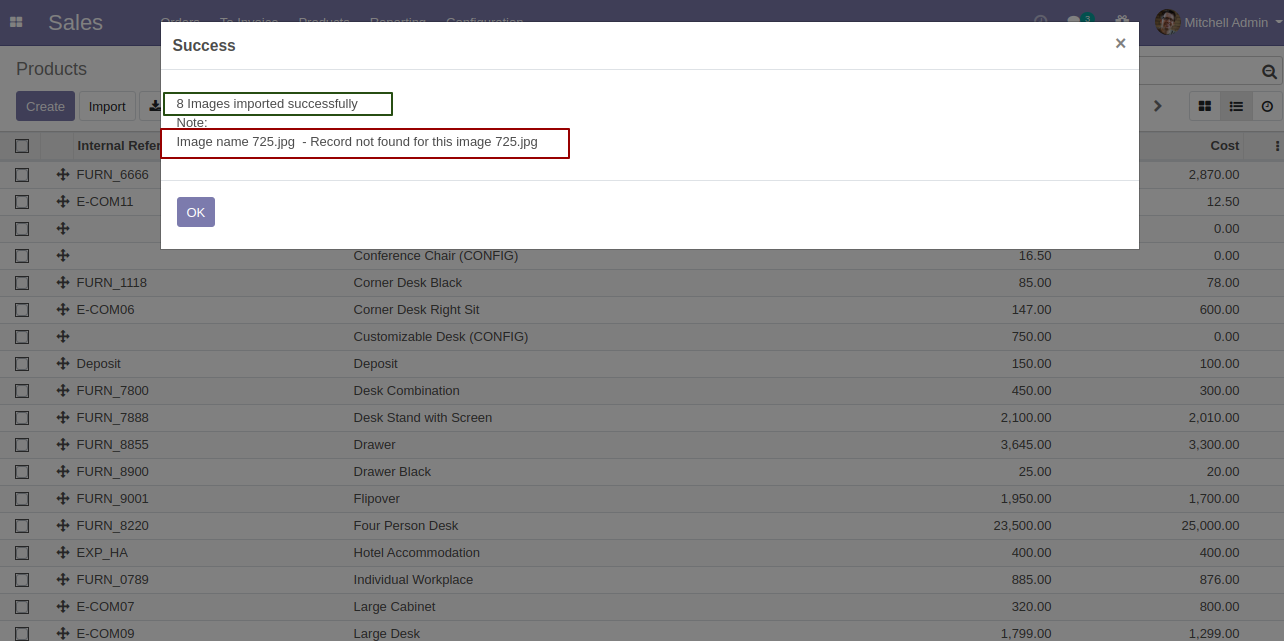 Sales Orders To Invoice Products Reporting Configuration 3 Mitchell Admin
Success ×
Products
8 Images imported successfully
Create Import
Note:
Image name 725.jpg - Record not found for this image 725.jpg
Internal Refer Cost
FURN_6666 2,870.00
E-COM11 12.50
OK
0.00
Conference Chair (CONFIG) 16.50 0.00
FURN_1118 Corner Desk Black 85.00 78.00
E-COM06 Corner Desk Right Sit 147.00 600.00
Customizable Desk (CONFIG) 750.00 0.00
Deposit Deposit 150.00 100.00
FURN_7800 Desk Combination 450.00 300.00
FURN_7888 Desk Stand with Screen 2,100.00 2,010.00
FURN_8855 Drawer 3,645.00 3,300.00
FURN_8900 Drawer Black 25.00 20.00
FURN_9001 Flipover 1,950.00 1,700.00
FURN_8220 Four Person Desk 23,500.00 25,000.00
EXP_HA Hotel Accommodation 400.00 400.00
FURN_0789 Individual Workplace 885.00 876.00
E-COM07 Large Cabinet 320.00 800.00
E-COM09 Large Desk 1,799.00 1,299.00